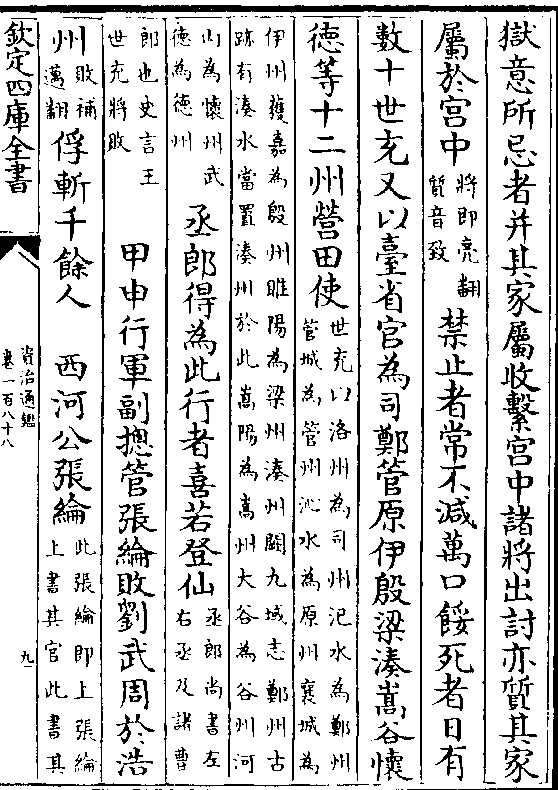 獄意所忌者并其家屬收繫宫中諸將出討亦質其家
屬於宫中將即亮翻質音致禁止者常不減萬口餒死者日有
數十世充又以臺省官為司鄭管原伊殷梁湊嵩谷懷
徳等十二州營田使世充以洛州為司州汜水為鄭州管城為管州沁水為原州襄城為
伊州獲嘉為殷州睢陽為梁州湊州闕九域志鄭州古跡有湊水當置湊州於此嵩陽為嵩州大谷為谷州河
山為懷州武徳為徳州丞郎得為此行者喜若登仙丞郎尚書左右丞及諸曹
郎也史言王世充將敗甲申行軍副揔管張綸敗劉武周於浩
州敗補邁翻俘斬千餘人 西河公張綸此張綸即上張綸上書其官此書其
欽定四庫全書
資治通鑑
卷一百八十八
九